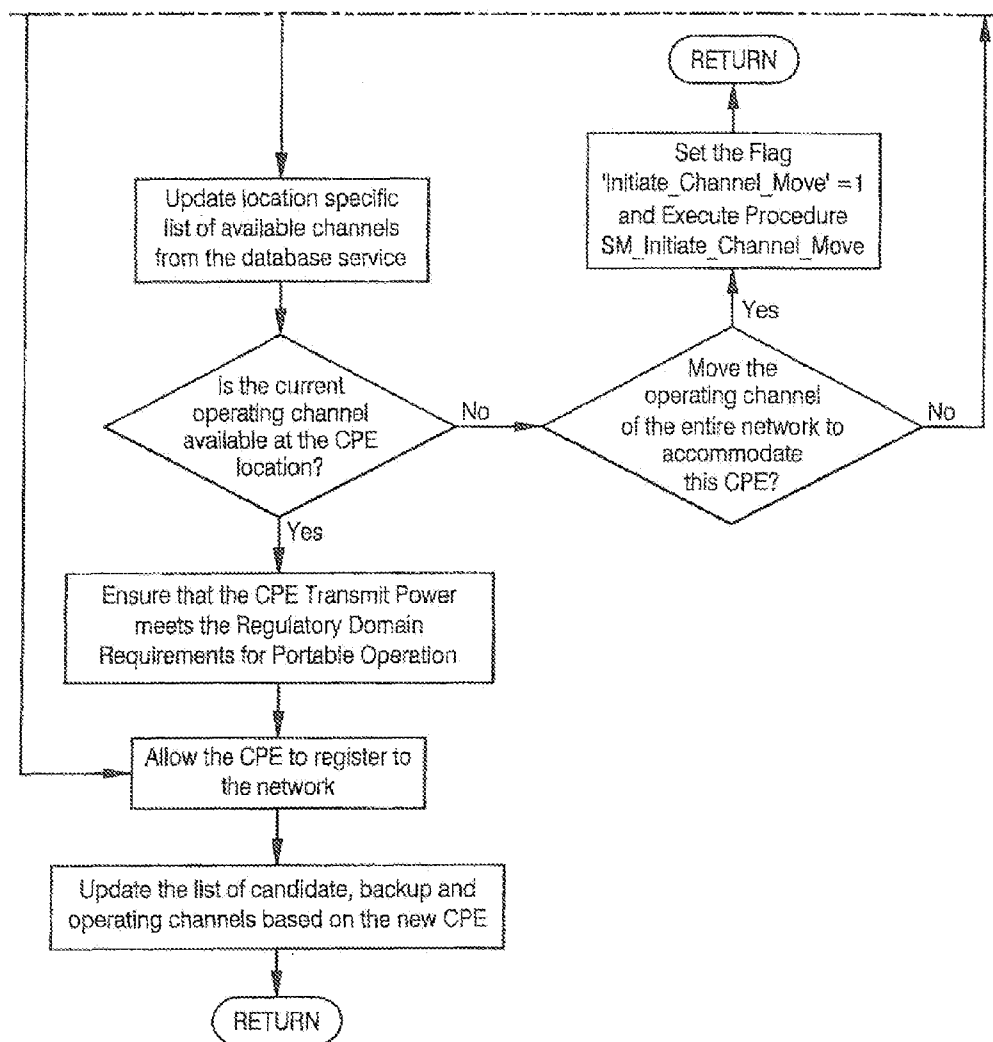 RETURN
Set the Flag
'Initiate_Channel_Move' =1
and Execute Procedure
SM_Initiate_Channel_Move
Update location specific
list of available channels
from the database service
Yes
Is the current
operating channel
available at the CPE
location?
No
Move the
operating channel
of the entire network to
accommodate
this CPE?
No
Yes
Ensure that the CPE Transmit Power
meets the Regulatory Domain
Requirements for Portable Operation
Allow the CPE to register to
the network
Update the list of candidate, backup and
operating channels based on the new CPE
RETURN